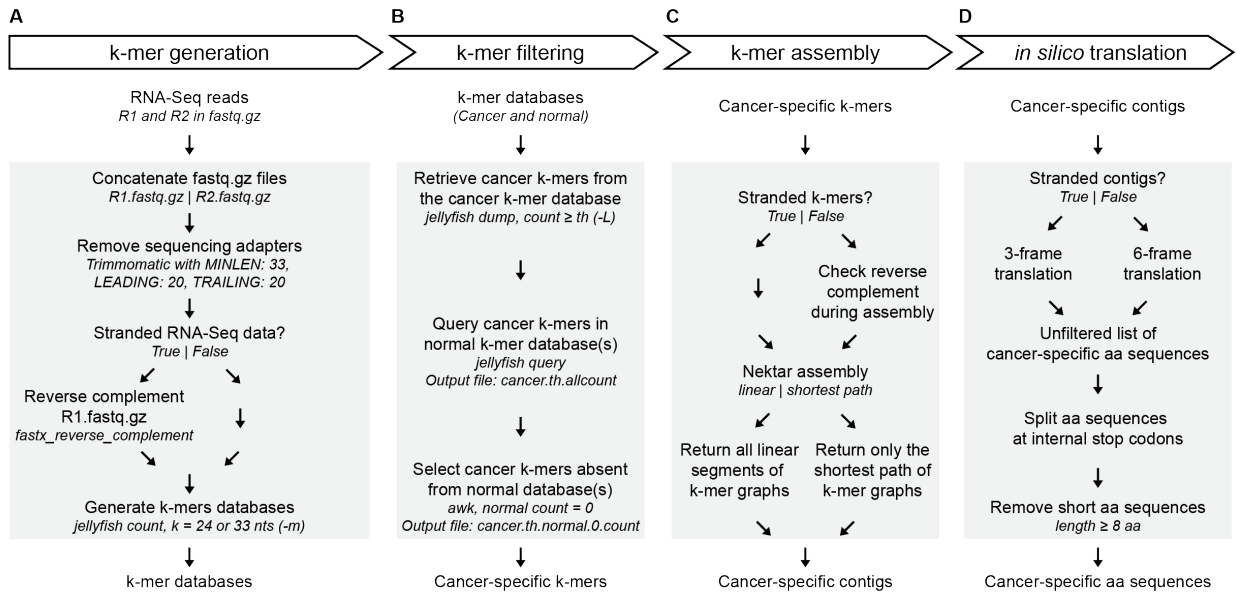 A
k-mer generation
RNA-Seq reads
R1 and R2 in fastq.gz
Concatenate fastq.gz files
R1.fastq.gz | R2.fastq.gz
Remove sequencing adapters
Trimmomatic with MINLEN: 33,
LEADING: 20, TRAILING: 20
Stranded RNA-Seq data?
True | False
Reverse complement
R1.fastq.gz
fastx_reverse_complement
Generate k-mers databases
jellyfish count, k = 24 or 33 nts (-m)
k-mer databases
B
k-mer filtering
k-mer databases
(Cancer and normal)
Retrieve cancer k-mers from
the cancer k-mer database
jellyfish dump, count ≥ th (-L)
Query cancer k-mers in
normal k-mer database(s)
jellyfish query
Output file: cancer.th.allcount
Select cancer k-mers absent
from normal database(s)
awk, normal count = 0
Output file: cancer.th.normal.0.count
Cancer-specific k-mers
C
k-mer assembly
Cancer-specific k-mers
Stranded k-mers?
True | False
Check reverse
complement
during assembly
Nektar assembly
linear | shortest path
Return all linear
segments of
k-mer graphs
Return only the
shortest path of
k-mer graphs
Cancer-specific contigs
D
in silico translation
Cancer-specific contigs
Stranded contigs?
True | False
3-frame
translation
6-frame
translation
Unfiltered list of
cancer-specific aa sequences
Split aa sequences
at internal stop codons
Remove short aa sequences
length ≥ 8 aa
Cancer-specific aa sequences